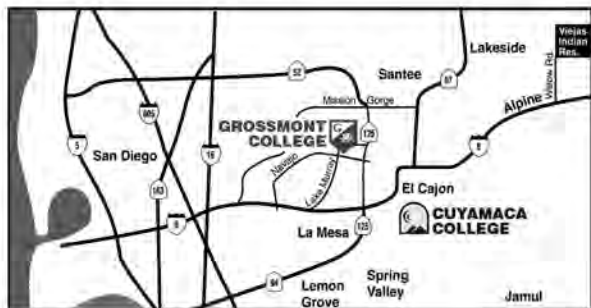 Viejas
Indian
Res.
Willow Rd.
Lakeside
Santee
67
52
Mission Gorge
Alpine
GROSSMONT
COLLEGE
G
125
805
5
San Diego
15
163
Navajo
Lake Murray
8
El Cajon
CUYAMACA
COLLEGE
8
La Mesa
125
94
Lemon
Grove
Spring
Valley
Jamul